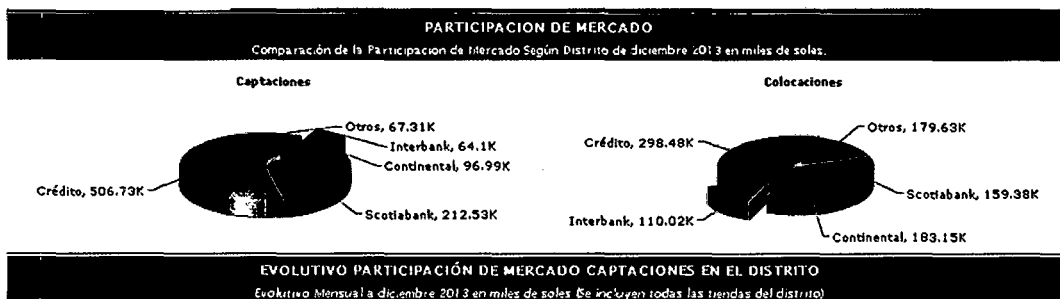 PARTICIPACION DE MERCADO
Comparación de la Participacion de Mercado Según Distrito de diciembre 2013 en miles de soles.
Captaciones
Colocaciones
Otros, 67.31K
Interbank, 64.1K
Continental, 96.99K
Crédito, 506.73K
Scotiabank, 212.53K
Otros, 179.63K
Crédito, 298.48K
Scotiabank, 159.38K
Interbank, 110.02K
Continental, 183.15K
EVOLUTIVO PARTICIPACIÓN DE MERCADO CAPTACIONES EN EL DISTRITO
Evolutivo Mensual a diciembre 2013 en miles de soles (Se incluyen todas las tiendas del distrito)